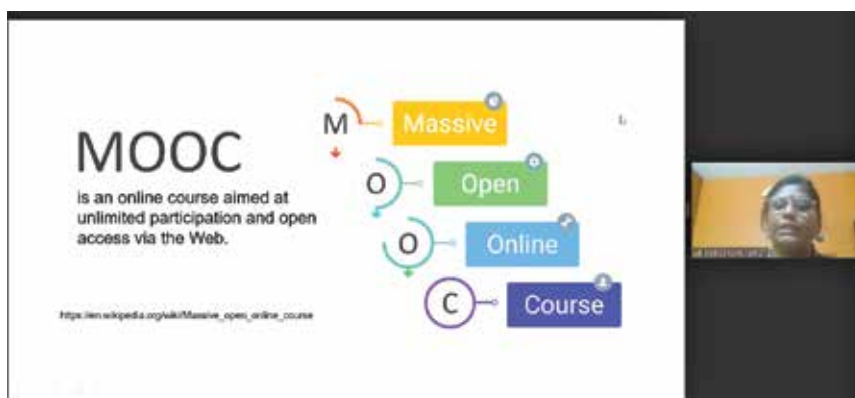 MOOC
is an online course aimed at
unlimited participation and open
access via the Web.
https://en.wikipedia.org/wiki/Massive_open_online_course
M Massive
O Open
O Online
C Course